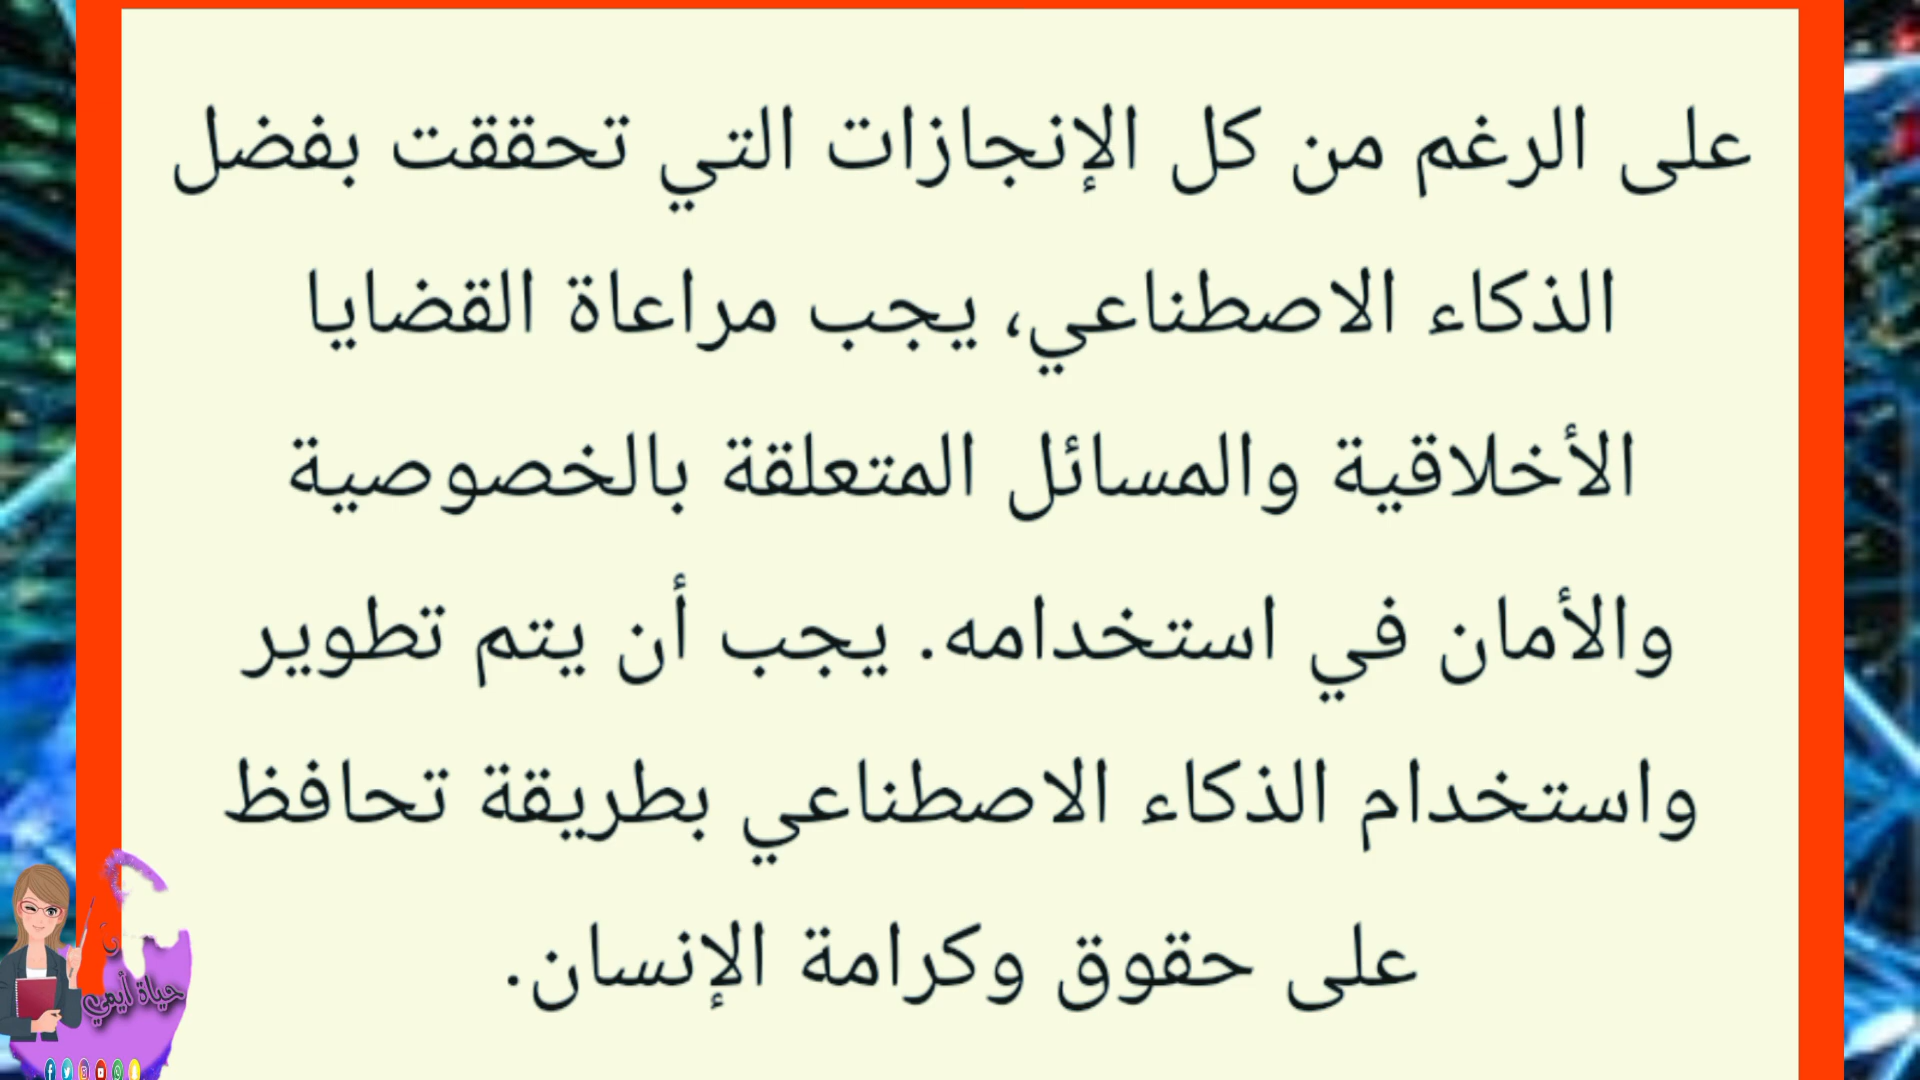 على الرغم من كل الإنجازات التي تحققت بفضل
الذكاء الاصطناعي، يجب مراعاة القضايا
الأخلاقية والمسائل المتعلقة بالخصوصية
والأمان في استخدامه. يجب أن يتم تطوير
واستخدام الذكاء الاصطناعي بطريقة تحافظ
على حقوق وكرامة الإنسان.
حياة أيمي